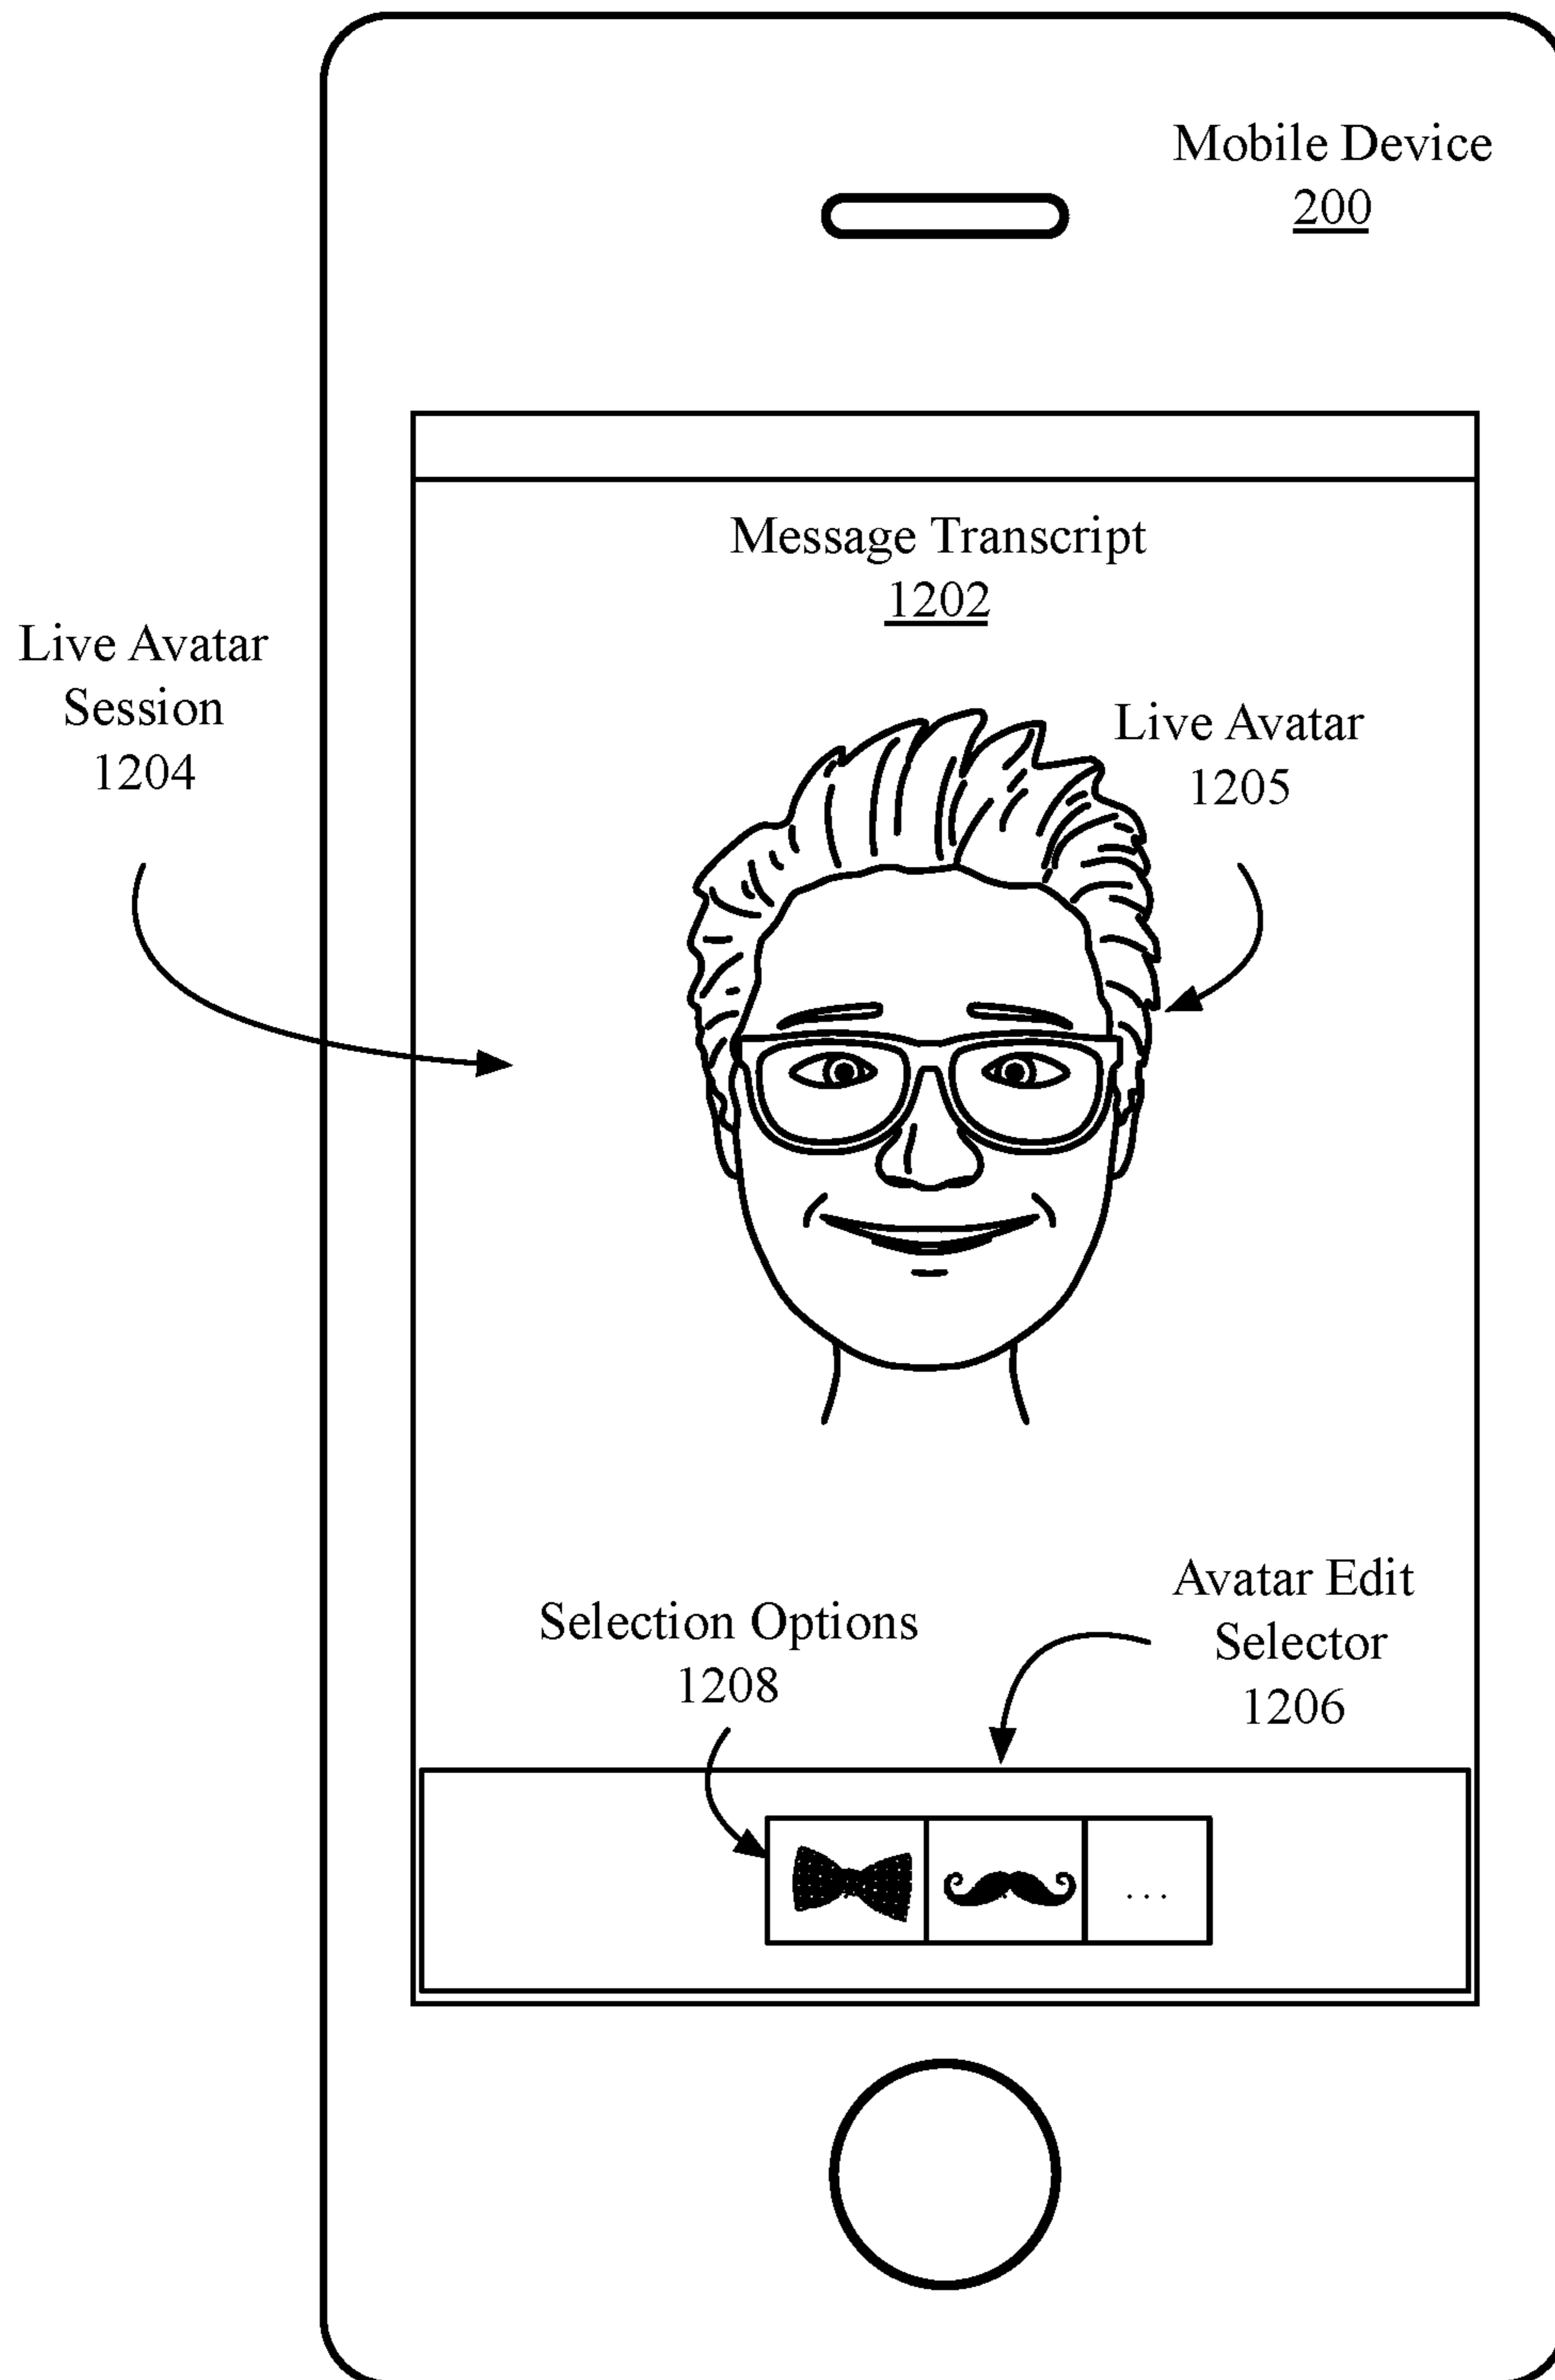 Mobile Device
200
Message Transcript
1202
Live Avatar
Session
1204
Live Avatar
1205
Selection Options
1208
Avatar Edit
Selector
1206
...